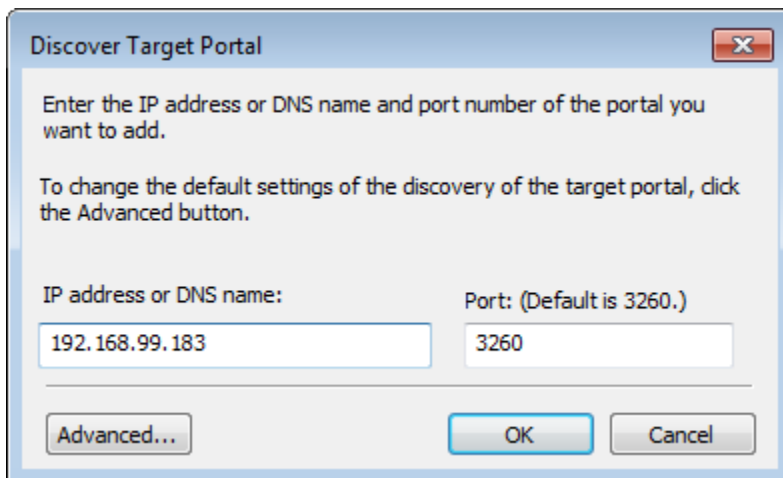 Discover Target Portal
Enter the IP address or DNS name and port number of the portal you
want to add.
To change the default settings of the discovery of the target portal, click
the Advanced button.
IP address or DNS name:
Port: (Default is 3260.)
192.168.99.183
3260
Advanced...
OK
Cancel